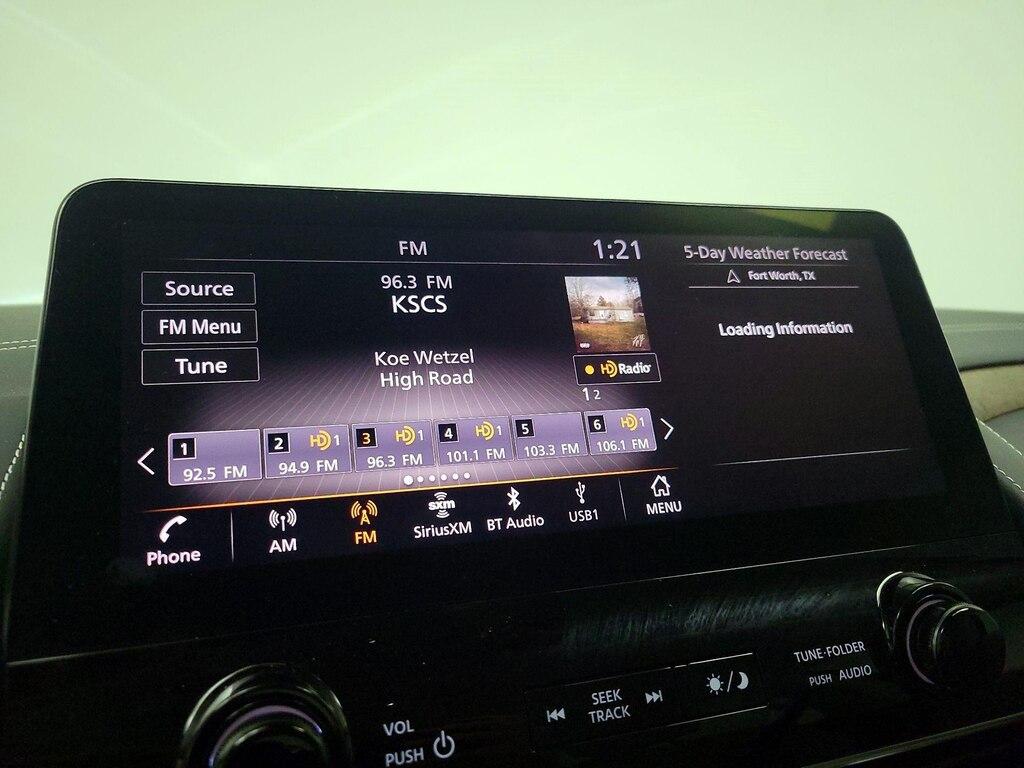 FM
1:21
5-Day Weather Forecast
Fort Worth, TX
Source
96.3 FM
KSCS
FM Menu
Loading Information
Tune
Koe Wetzel
High Road
HD Radio
1 2
1
92.5 FM
2 HD 1
94.9 FM
3 HD 1
96.3 FM
4 HD 1
101.1 FM
5
103.3 FM
6 HD 1
106.1 FM
Phone
AM
FM
sxm
SiriusXM
BT Audio
USB1
MENU
VOL
PUSH
SEEK
TRACK
TUNE·FOLDER
PUSH AUDIO